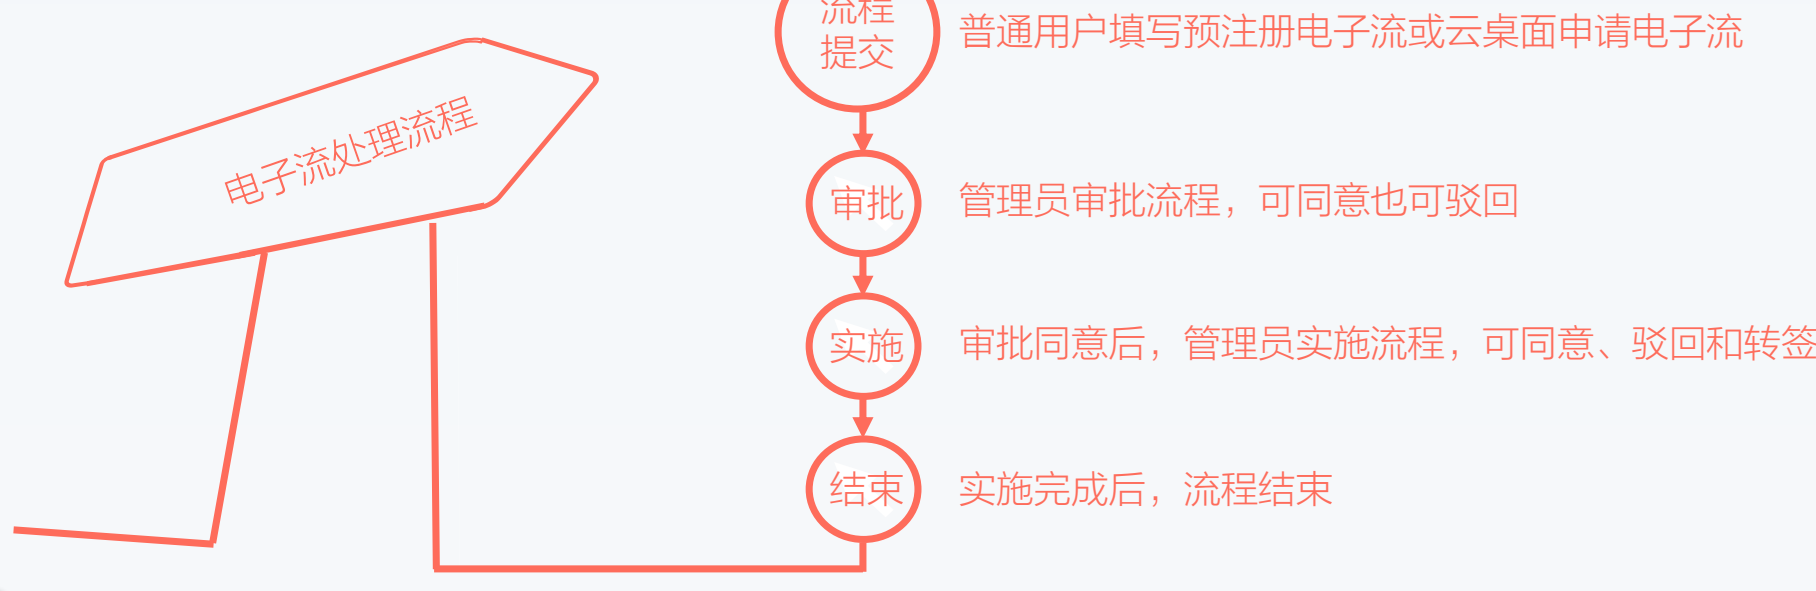 流程
提交
普通用户填写预注册电子流或云桌面申请电子流
电子流处理流程
审批
管理员审批流程，可同意也可驳回
实施
审批同意后，管理员实施流程，可同意、驳回和转签
结束
实施完成后，流程结束